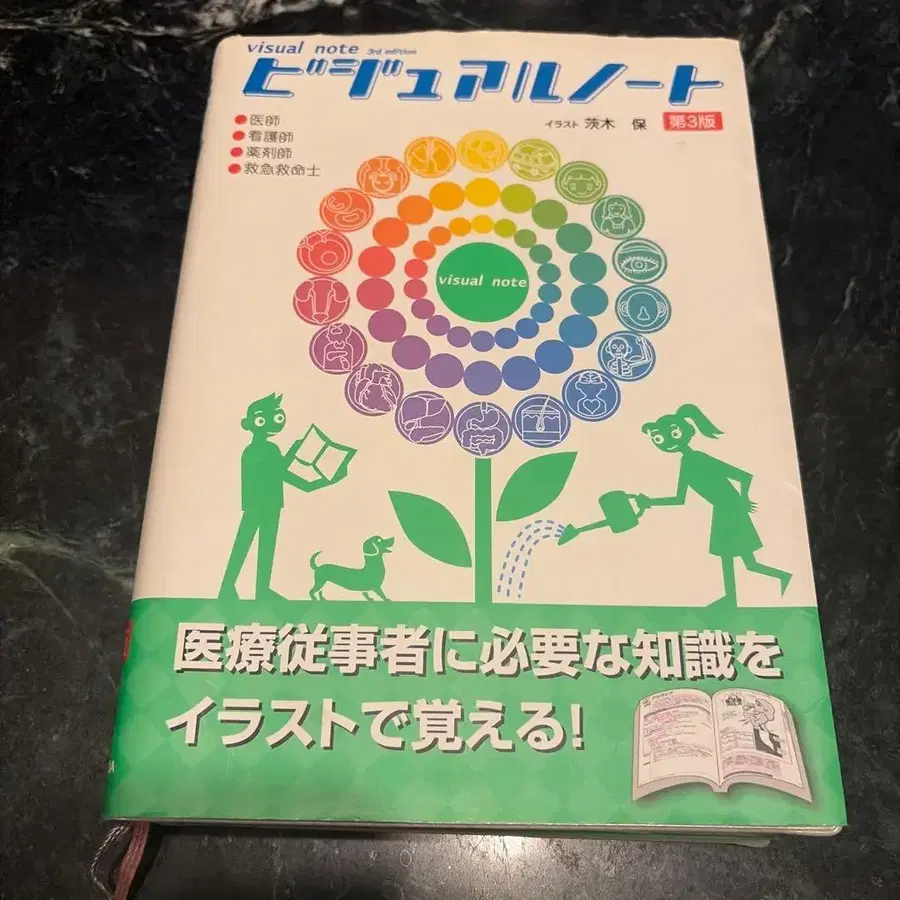 visual note 3rd edition
ビジュアルノート
●医師
●看護師
●薬剤師
●救急救命士
イラスト 茨木 保 第3版
visual note
医療従事者に必要な知識を
イラストで覚える!